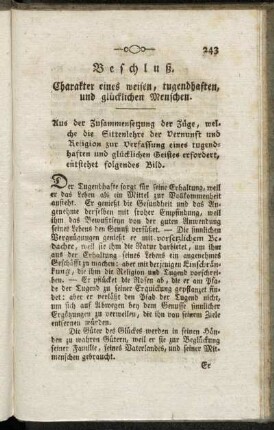 243
Beschluß.
Charakter eines weisen, tugendhaften,
und glücklichen Menschen.
Aus der Zusammensetzung der Züge, wel-
che die Sittenlehre der Vernunft und
Religion zur Verfassung eines tugend-
haften und glücklichen Geistes erfordert,
entstehet folgendes Bild.
Der Tugendhafte sorgt für seine Erhaltung, weil
er das Leben als ein Mittel zur Vollkommenheit
ansieht. Er genießt die Gesundheit und das An-
genehme derselben mit froher Empfindung, weil
ihm das Bewußtseyn von der guten Anwendung
seines Lebens den Genuß versüßet. — Die sinnlichen
Vergnügungen genießt er mit vorsetzlichem Be-
dachte, weil sie ihm die Natur darbietet, um ihm
aus der Erhaltung seines Lebens ein angenehmes
Geschäfft zu machen: aber mit derjenigen Einschrän-
kung, die ihm die Religion und Tugend vorschrei-
ben. — Er pflücket die Rosen ab, die er am Pfa-
de der Tugend zu seiner Erquickung gepflanzet fin-
det: aber er verläßt den Pfad der Tugend nicht,
um sich auf Abwegen bey dem Genusse sinnlicher
Ergötzungen zu verweilen, die ihn von seinem Ziele
entfernen würden.
Die Güter des Glückes werden in seinen Hän-
den zu wahren Gütern, weil er sie zur Beglückung
seiner Familie, seines Vaterlandes, und seiner Mit-
menschen gebraucht.
Er